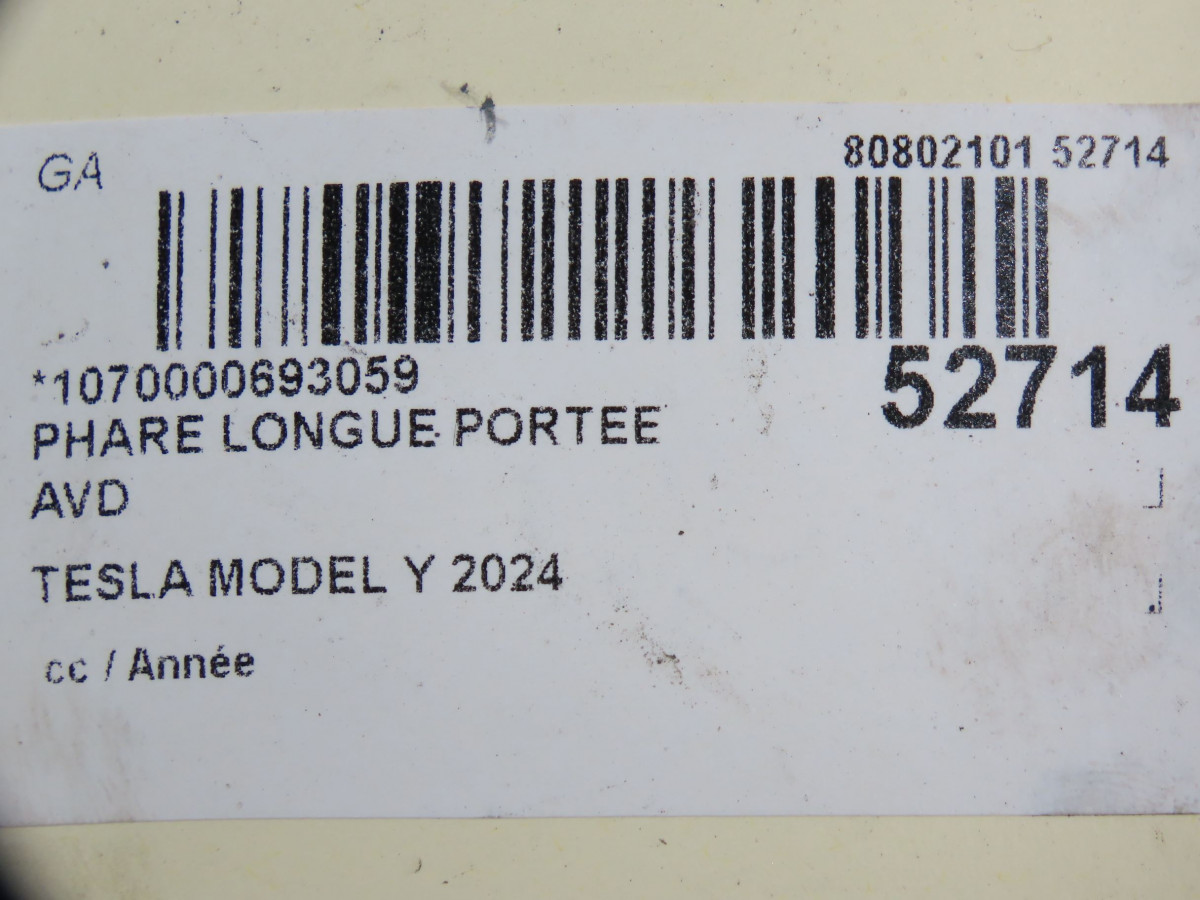 GA
80802101 52714
*1070000693059
52714
PHARE LONGUE PORTEE
AVD
TESLA MODEL Y 2024
cc / Année